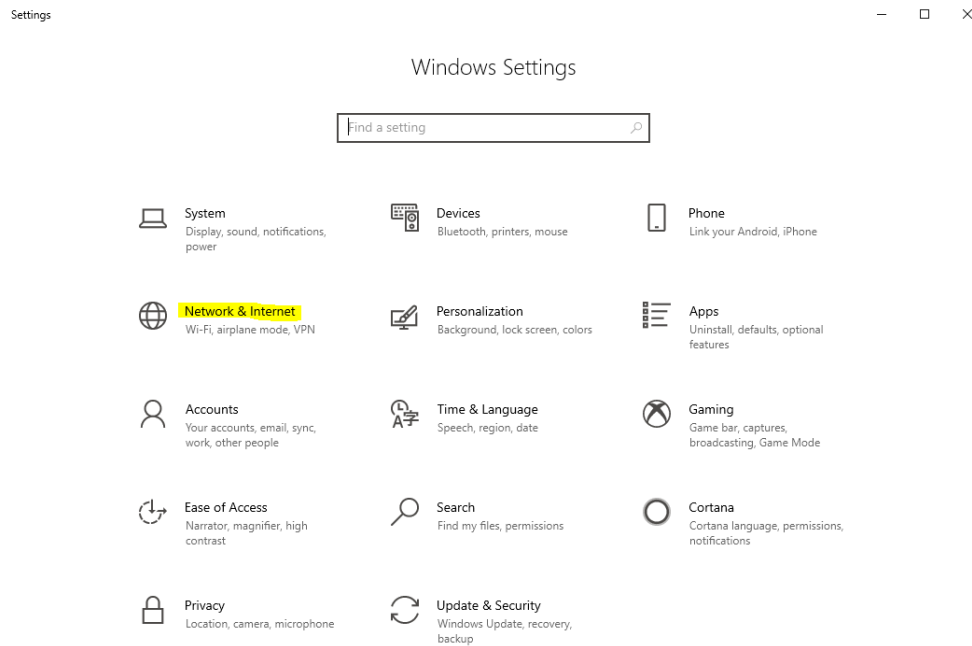 Settings
Windows Settings
Find a setting
System
Display, sound, notifications,
power
Devices
Bluetooth, printers, mouse
Phone
Link your Android, iPhone
Network & Internet
Wi-Fi, airplane mode, VPN
Personalization
Background, lock screen, colors
Apps
Uninstall, defaults, optional
features
Accounts
Your accounts, email, sync,
work, other people
Time & Language
Speech, region, date
Gaming
Game bar, captures,
broadcasting, Game Mode
Ease of Access
Narrator, magnifier, high
contrast
Search
Find my files, permissions
Cortana
Cortana language, permissions,
notifications
Privacy
Location, camera, microphone
Update & Security
Windows Update, recovery,
backup